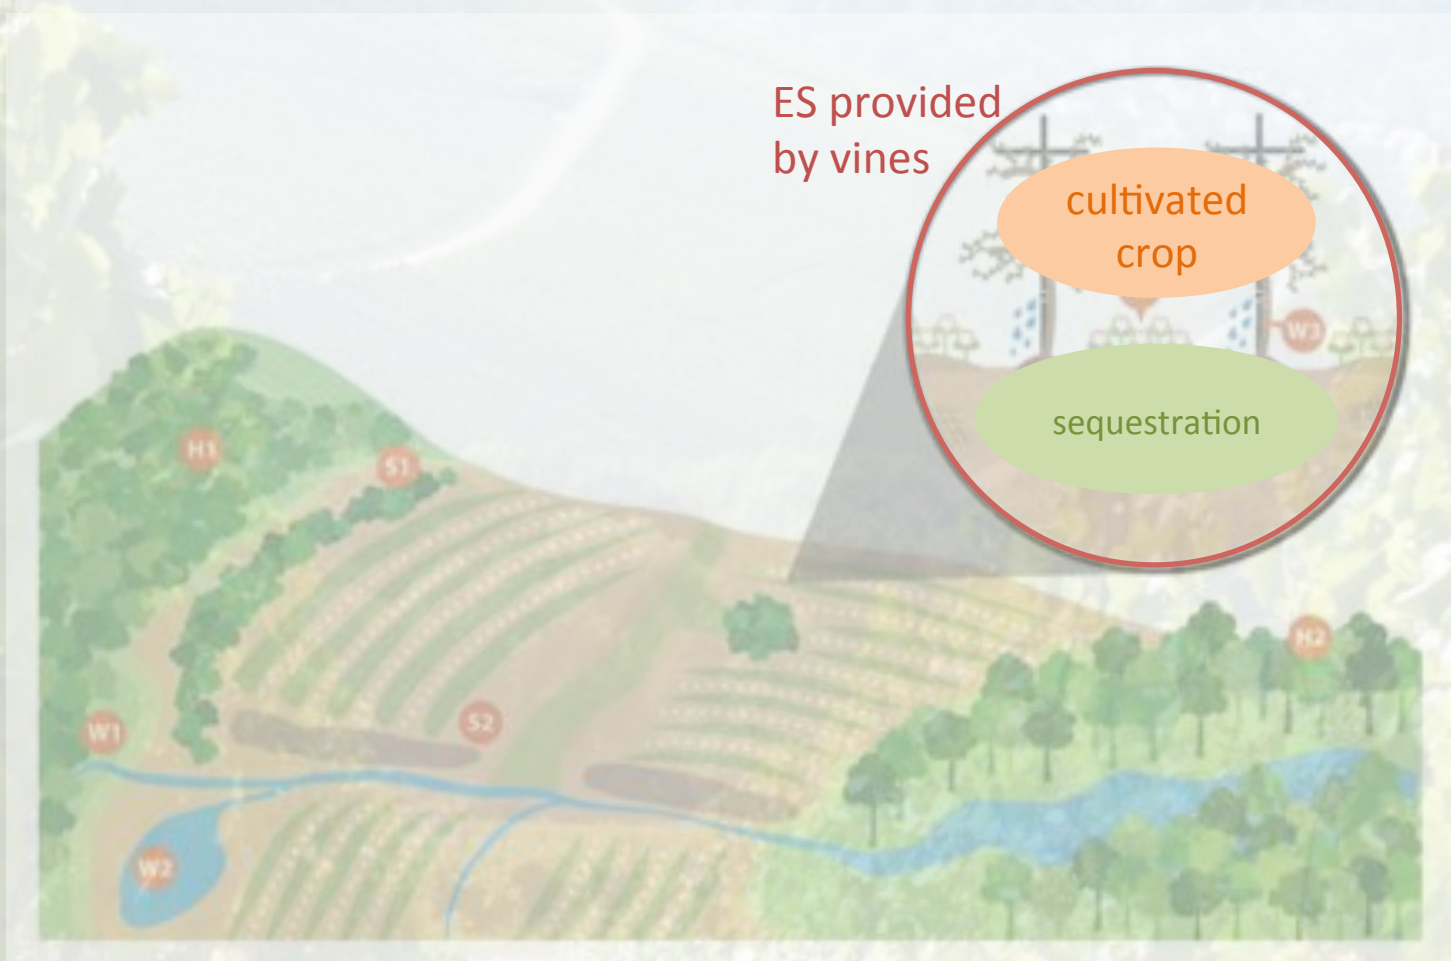 ES provided
by vines
cultivated
crop
W3
sequestration
H1
S1
H2
S2
W1
W2